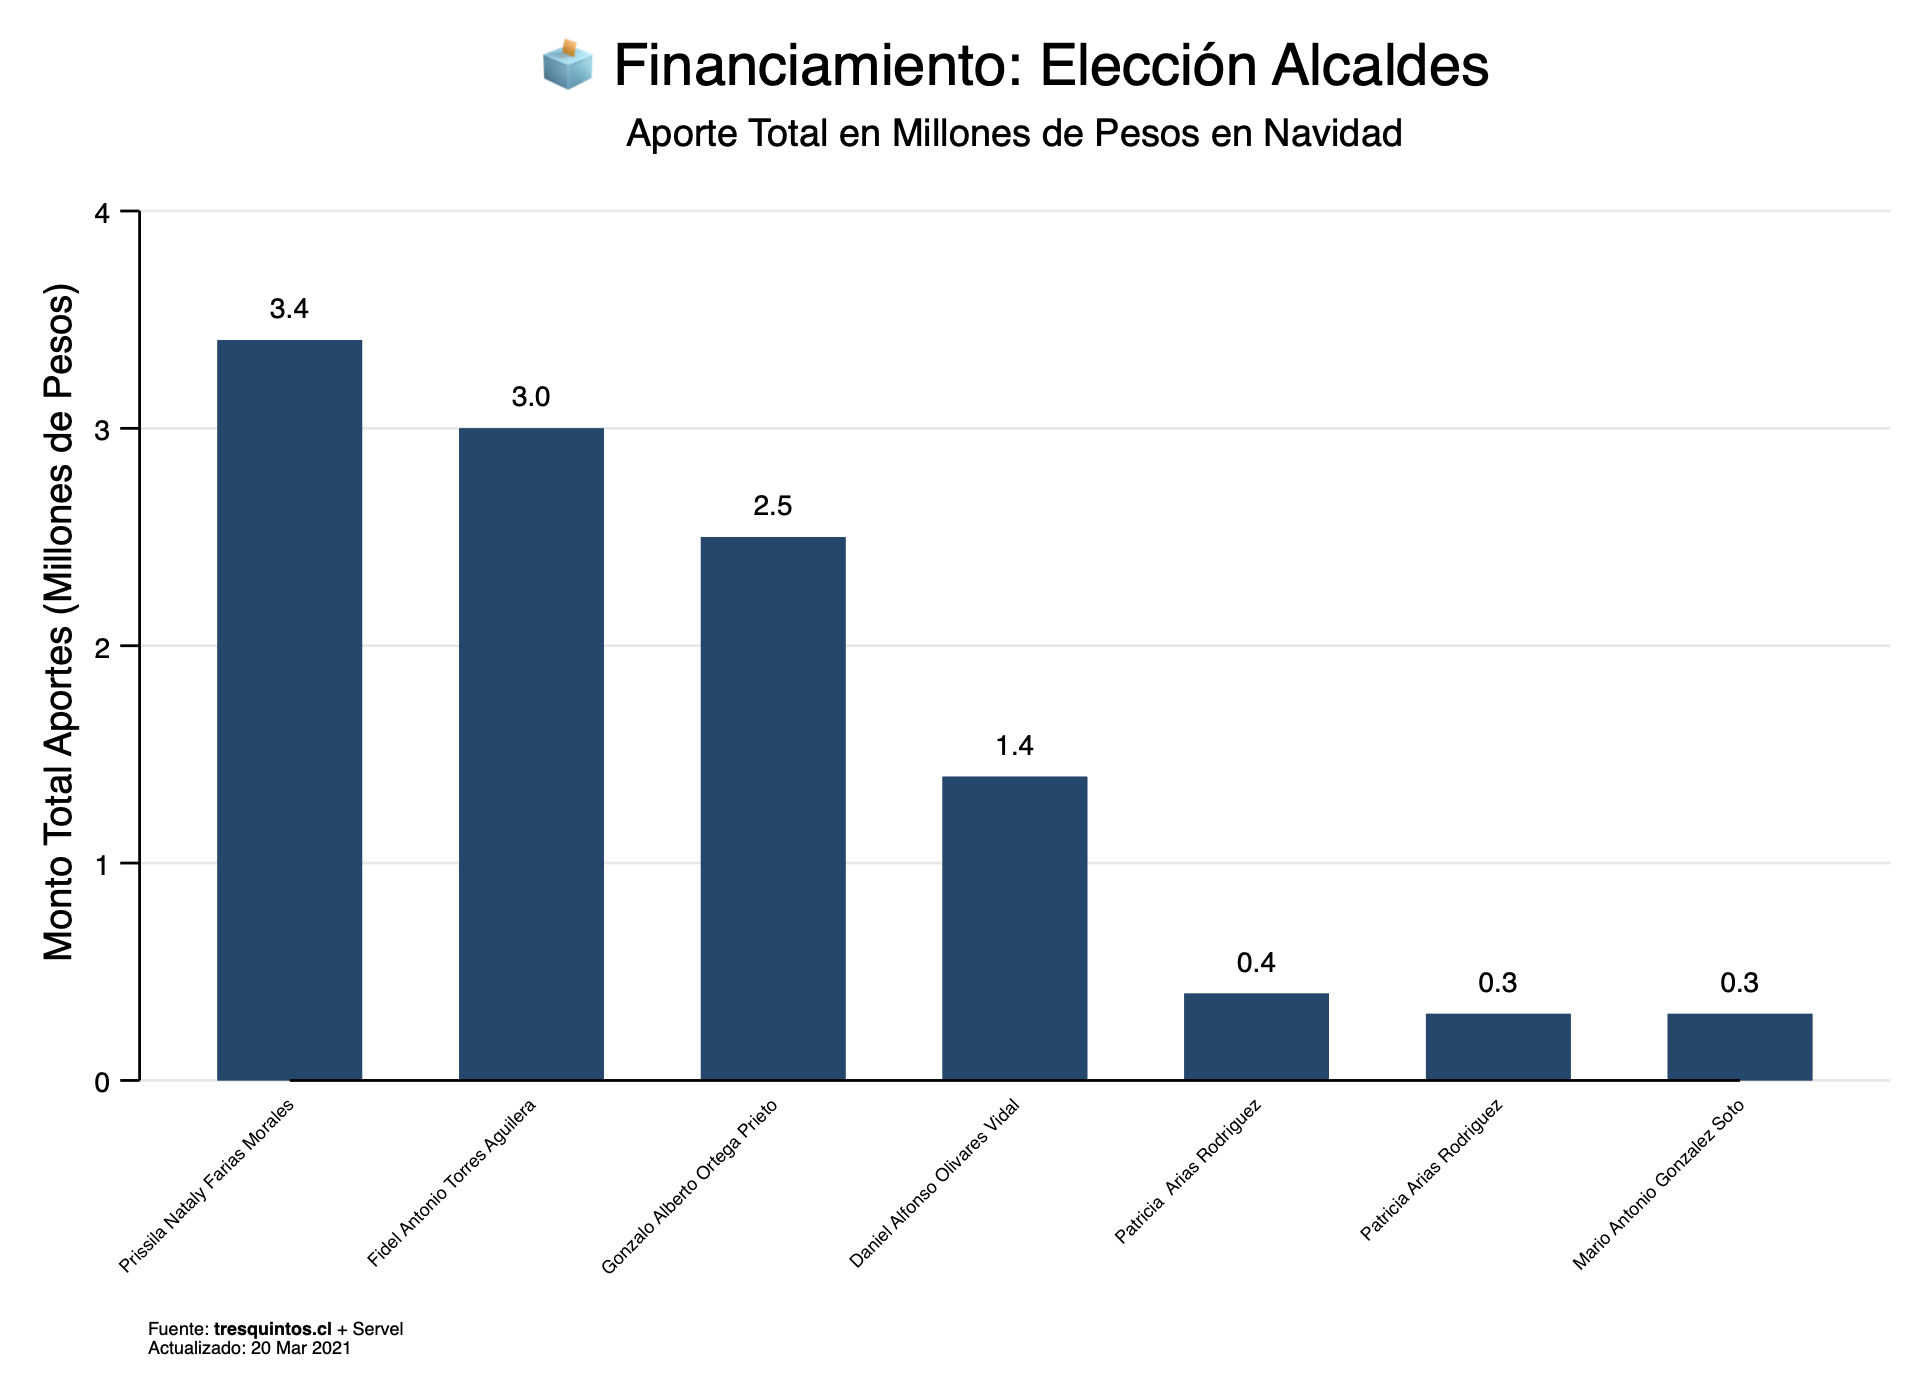 Financiamiento: Elección Alcaldes
Aporte Total en Millones de Pesos en Navidad
Monto Total Aportes (Millones de Pesos)
4
3
2
1
0
3.4
3.0
2.5
1.4
0.4
0.3
0.3
Prissila Nataly Farias Morales
Fidel Antonio Torres Aguilera
Gonzalo Alberto Ortega Prieto
Daniel Alfonso Olivares Vidal
Patricia  Arias Rodriguez
Patricia Arias Rodriguez
Mario Antonio Gonzalez Soto
Fuente: tresquintos.cl + Servel
Actualizado: 20 Mar 2021